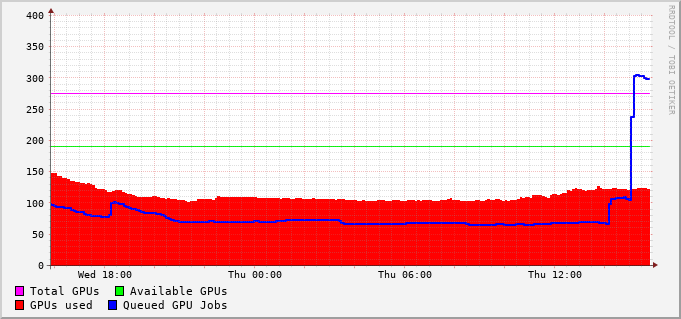 400
350
300
250
200
150
100
50
0
Wed 18:00 Thu 00:00 Thu 06:00 Thu 12:00
Total GPUs Available GPUs
GPUs used Queued GPU Jobs
RRDTOOL / TOBI OETIKER